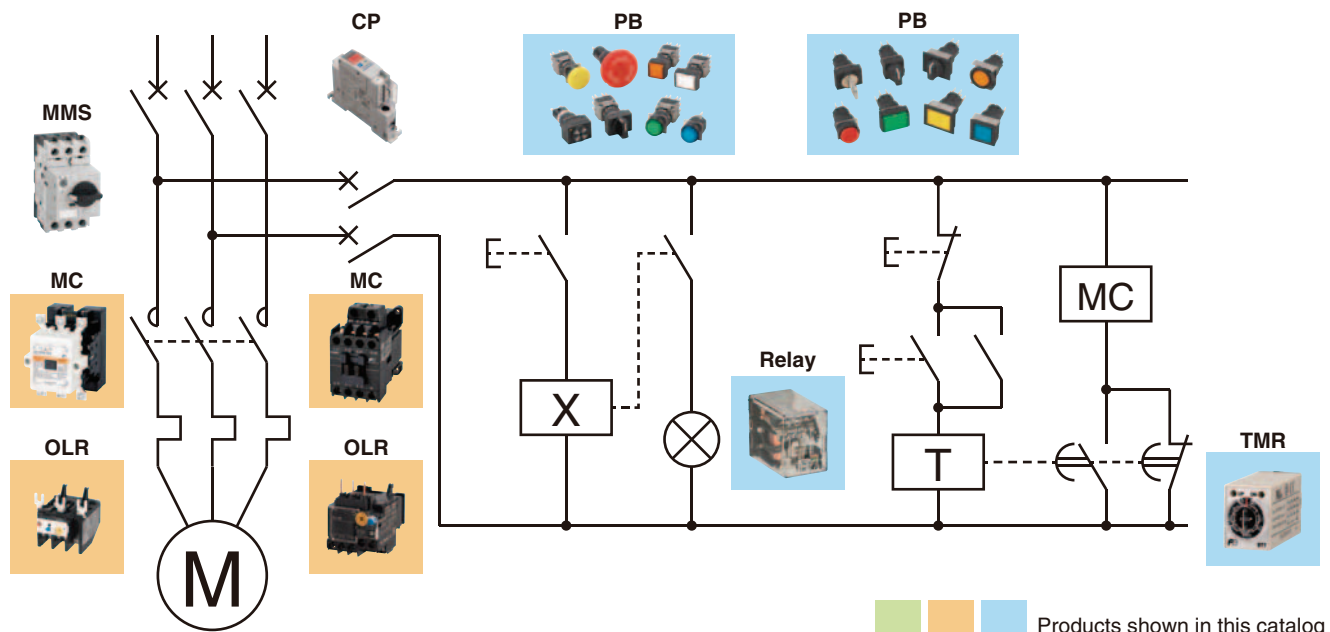 CP
PB
PB
MMS
MC
MC
MC
X
Relay
OLR
OLR
T
TMR
M
Products shown in this catalog